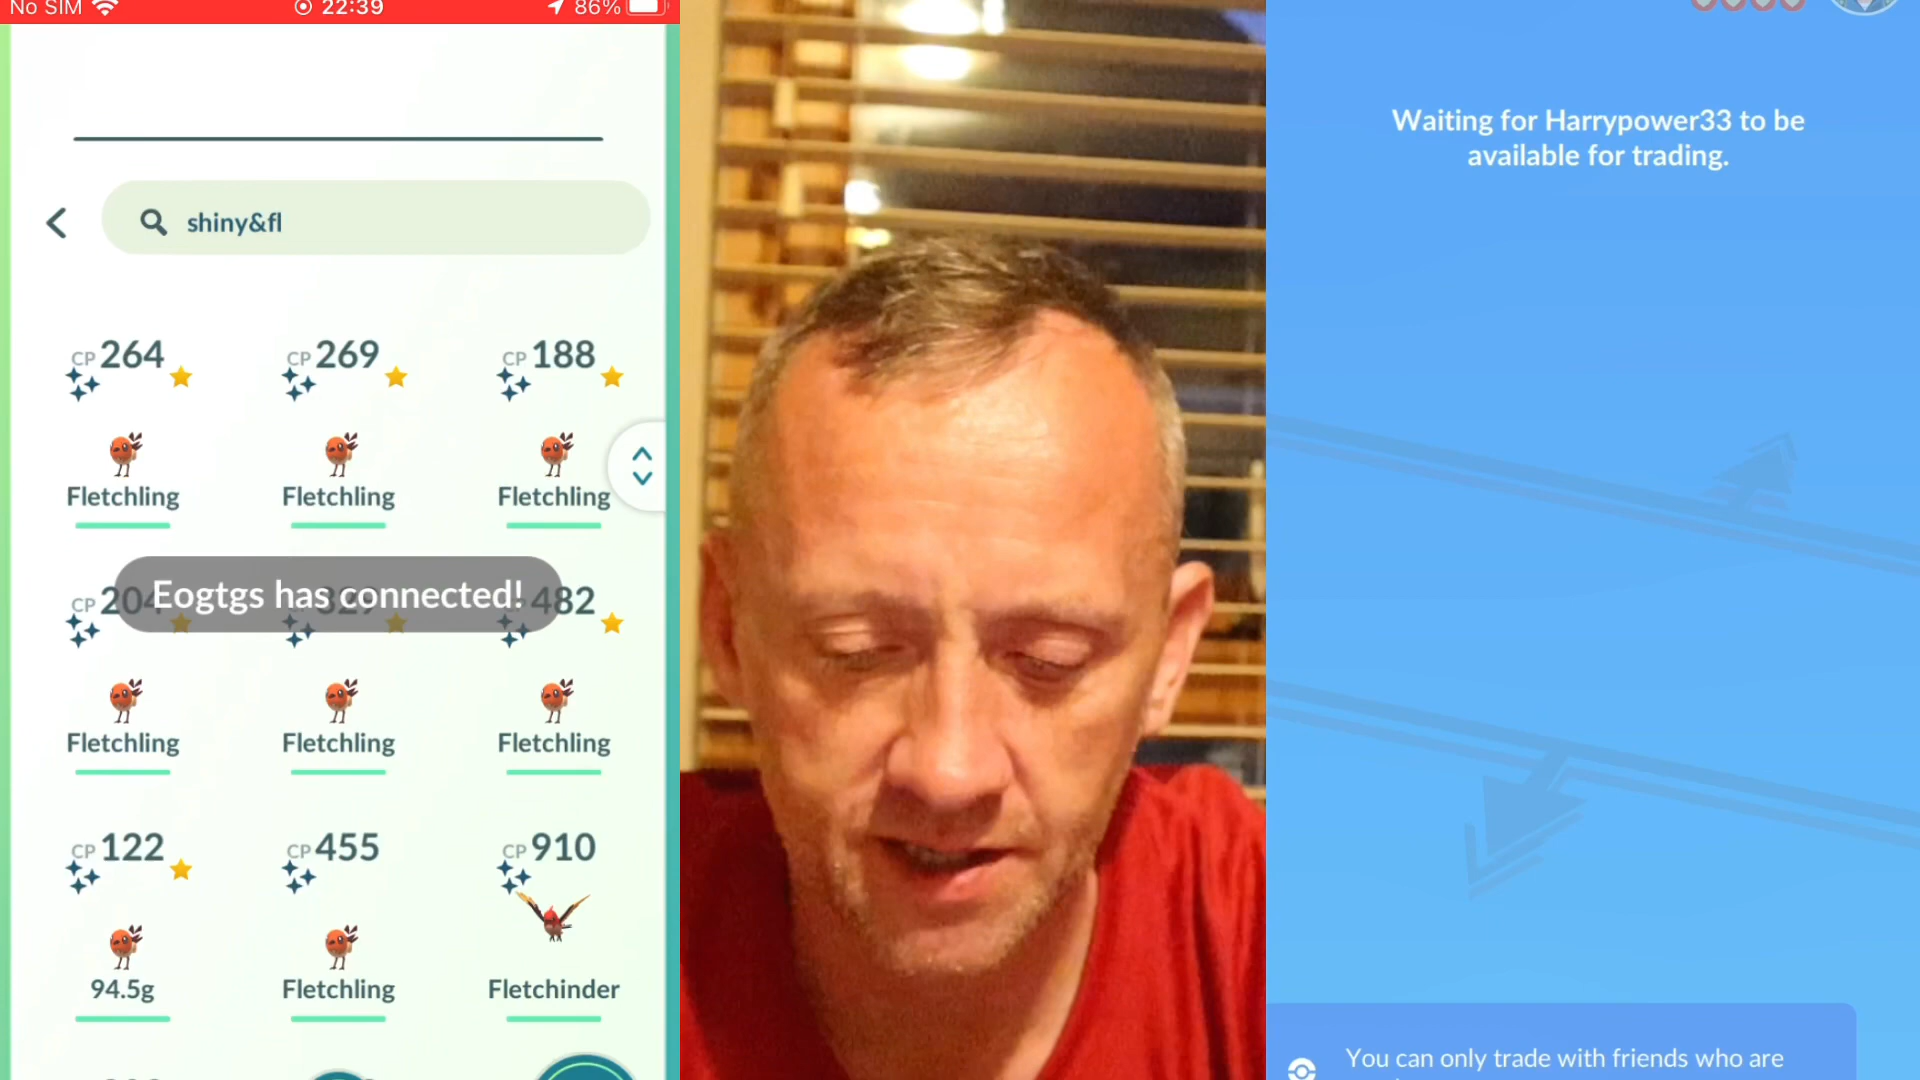 No SIM 22:39 86%
shiny&fl
CP 264 CP 269 CP 188
Fletchling Fletchling Fletchling
Eogtgs has connected!
CP 204 482
Fletchling Fletchling Fletchling
CP 122 CP 455 CP 910
94.5g Fletchling Fletchinder
Waiting for Harrypower33 to be
available for trading.
You can only trade with friends who are